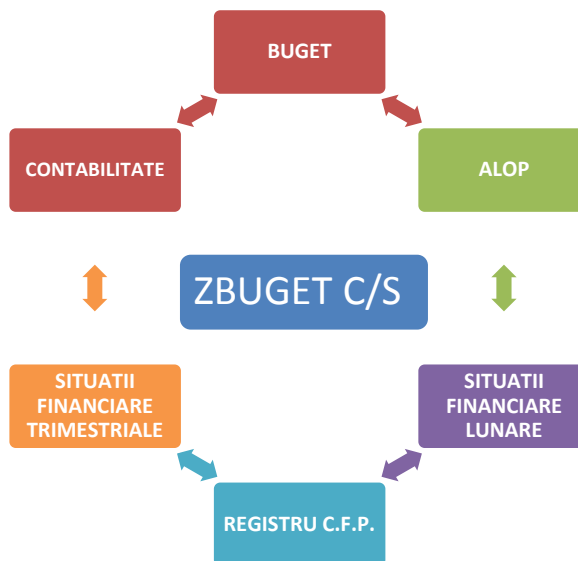 BUGET
CONTABILITATE
ALOP
ZBUGET C/S
SITUATII
FINANCIARE
TRIMESTRIALE
SITUATII
FINANCIARE
LUNARE
REGISTRU C.F.P.